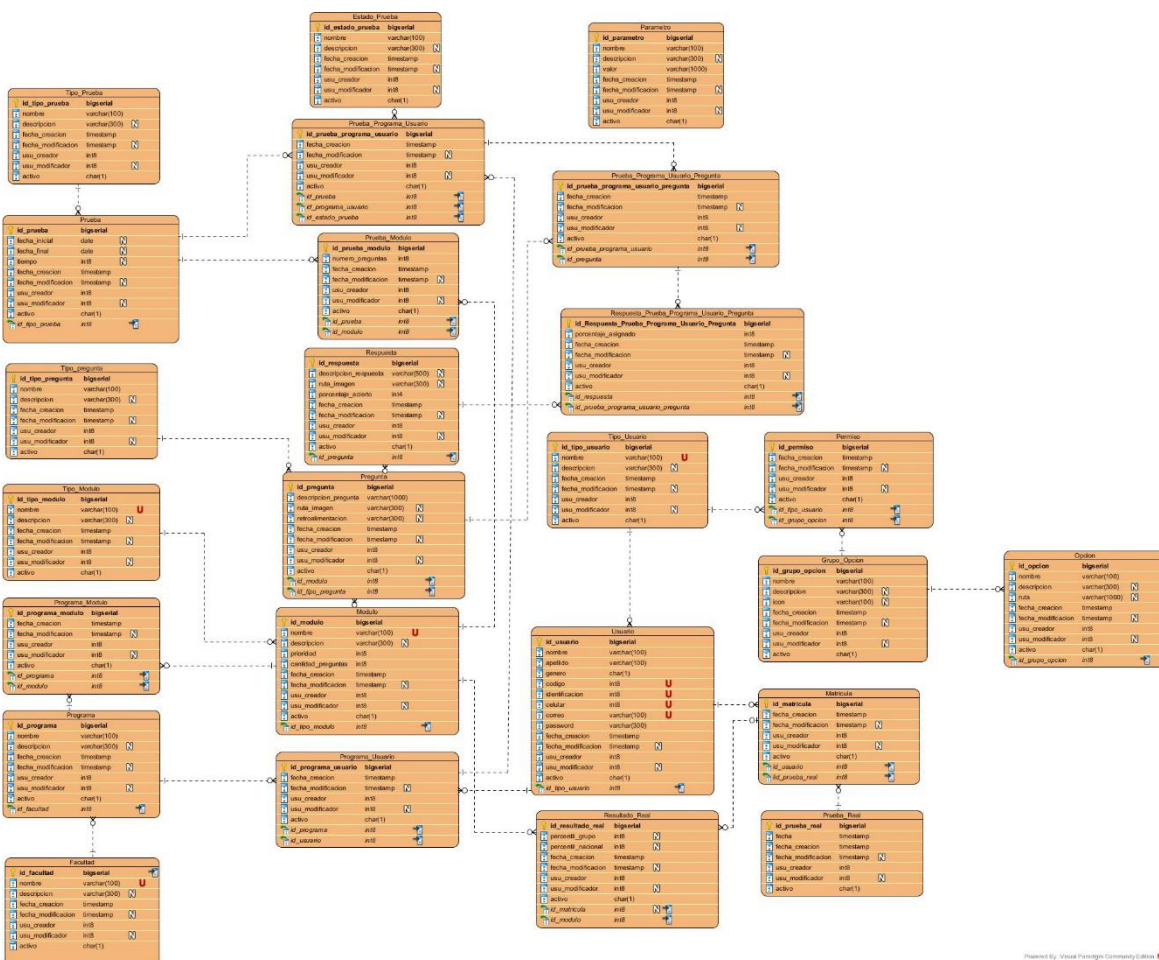 Estado_Prueba
id_estado_prueba bigserial
nombre varchar(100)
descripcion varchar(300) N
fecha_creacion timestamp
fecha_modificacion timestamp N
usu_creador int8
usu_modificador int8 N
activo char(1)
Parametro
id_parametro bigserial
nombre varchar(100)
descripcion varchar(300) N
valor varchar(1000)
fecha_creacion timestamp
fecha_modificacion timestamp N
usu_creador int8
usu_modificador int8 N
activo char(1)
Tipo_Prueba
id_tipo_prueba bigserial
nombre varchar(100)
descripcion varchar(300) N
fecha_creacion timestamp
fecha_modificacion timestamp N
usu_creador int8
usu_modificador int8 N
activo char(1)
Prueba_Programa_Usuario
id_prueba_programa_usuario bigserial
fecha_creacion timestamp
fecha_modificacion timestamp N
usu_creador int8
usu_modificador int8 N
activo char(1)
id_prueba int8
id_programa_usuario int8
id_estado_prueba int8
Prueba_Programa_Usuario_Pregunta
id_prueba_programa_usuario_pregunta bigserial
fecha_creacion timestamp
fecha_modificacion timestamp N
usu_creador int8
usu_modificador int8 N
activo char(1)
id_prueba_programa_usuario int8
id_pregunta int8
Prueba
id_prueba bigserial
fecha_inicial date N
fecha_final date N
tiempo int8 N
fecha_creacion timestamp
fecha_modificacion timestamp N
usu_creador int8
usu_modificador int8 N
activo char(1)
id_tipo_prueba int8
Prueba_Modulo
id_prueba_modulo bigserial
numero_preguntas int8
fecha_creacion timestamp
fecha_modificacion timestamp N
usu_creador int8
usu_modificador int8 N
activo char(1)
id_prueba int8
id_modulo int8
Respuesta_Prueba_Programa_Usuario_Pregunta
id_Respuesta_Prueba_Programa_Usuario_Pregunta bigserial
porcentaje_asignado int8
fecha_creacion timestamp
fecha_modificacion timestamp N
usu_creador int8
usu_modificador int8 N
activo char(1)
id_respuesta int8
id_prueba_programa_usuario_pregunta int8
Respuesta
id_respuesta bigserial
descripcion_respuesta varchar(500) N
ruta_imagen varchar(300) N
porcentaje_acierto int4
fecha_creacion timestamp
fecha_modificacion timestamp N
usu_creador int8
usu_modificador int8 N
activo char(1)
id_pregunta int8
Tipo_pregunta
id_tipo_pregunta bigserial
nombre varchar(100)
descripcion varchar(300) N
fecha_creacion timestamp
fecha_modificacion timestamp N
usu_creador int8
usu_modificador int8 N
activo char(1)
Tipo_Usuario
id_tipo_usuario bigserial
nombre varchar(100) U
descripcion varchar(300) N
fecha_creacion timestamp
fecha_modificacion timestamp N
usu_creador int8
usu_modificador int8 N
activo char(1)
Permiso
id_permiso bigserial
fecha_creacion timestamp
fecha_modificacion timestamp N
usu_creador int8
usu_modificador int8 N
activo char(1)
id_tipo_usuario int8
id_grupo_opcion int8
Pregunta
id_pregunta bigserial
descripcion_pregunta varchar(1000)
ruta_imagen varchar(300) N
retroalimentacion varchar(300) N
fecha_creacion timestamp
fecha_modificacion timestamp N
usu_creador int8
usu_modificador int8 N
activo char(1)
id_modulo int8
id_tipo_pregunta int8
Tipo_Modulo
id_tipo_modulo bigserial
nombre varchar(100) U
descripcion varchar(300) N
fecha_creacion timestamp
fecha_modificacion timestamp N
usu_creador int8
usu_modificador int8 N
activo char(1)
Grupo_Opcion
id_grupo_opcion bigserial
nombre varchar(100)
descripcion varchar(300) N
icon varchar(100) N
fecha_creacion timestamp
fecha_modificacion timestamp N
usu_creador int8
usu_modificador int8 N
activo char(1)
Opcion
id_opcion bigserial
nombre varchar(100)
descripcion varchar(300) N
ruta varchar(1000) N
fecha_creacion timestamp
fecha_modificacion timestamp N
usu_creador int8
usu_modificador int8 N
activo char(1)
id_grupo_opcion int8
Programa_Modulo
id_programa_modulo bigserial
fecha_creacion timestamp
fecha_modificacion timestamp N
usu_creador int8
usu_modificador int8 N
activo char(1)
id_programa int8
id_modulo int8
Modulo
id_modulo bigserial
nombre varchar(100) U
descripcion varchar(300) N
prioridad int8
cantidad_preguntas int8
fecha_creacion timestamp
fecha_modificacion timestamp N
usu_creador int8
usu_modificador int8 N
activo char(1)
id_tipo_modulo int8
Usuario
id_usuario bigserial
nombre varchar(100)
apellido varchar(100)
genero char(1)
codigo int8 U
identificacion int8 U
celular int8 U
correo varchar(100) U
password varchar(300)
fecha_creacion timestamp
fecha_modificacion timestamp N
usu_creador int8
usu_modificador int8 N
activo char(1)
id_tipo_usuario int8
Matricula
id_matricula bigserial
fecha_creacion timestamp
fecha_modificacion timestamp N
usu_creador int8
usu_modificador int8 N
activo char(1)
id_usuario int8
iid_prueba_real int8
Programa
id_programa bigserial
nombre varchar(100)
descripcion varchar(300) N
fecha_creacion timestamp
fecha_modificacion timestamp N
usu_creador int8
usu_modificador int8 N
activo char(1)
id_facultad int8
Programa_Usuario
id_programa_usuario bigserial
fecha_creacion timestamp
fecha_modificacion timestamp N
usu_creador int8
usu_modificador int8 N
activo char(1)
id_programa int8
id_usuario int8
Resultado_Real
id_resultado_real bigserial
percentil_grupo int8 N
percentil_nacional int8 N
fecha_creacion timestamp
fecha_modificacion timestamp N
usu_creador int8
usu_modificador int8 N
activo char(1)
id_matricula int8 N
id_modulo int8
Prueba_Real
id_prueba_real bigserial
fecha timestamp
fecha_creacion timestamp
fecha_modificacion timestamp N
usu_creador int8
usu_modificador int8 N
activo char(1)
Facultad
id_facultad bigserial
nombre varchar(100) U
descripcion varchar(300) N
fecha_creacion timestamp
fecha_modificacion timestamp N
usu_creador int8
usu_modificador int8 N
activo char(1)
Powered By Visual Paradigm Community Edition